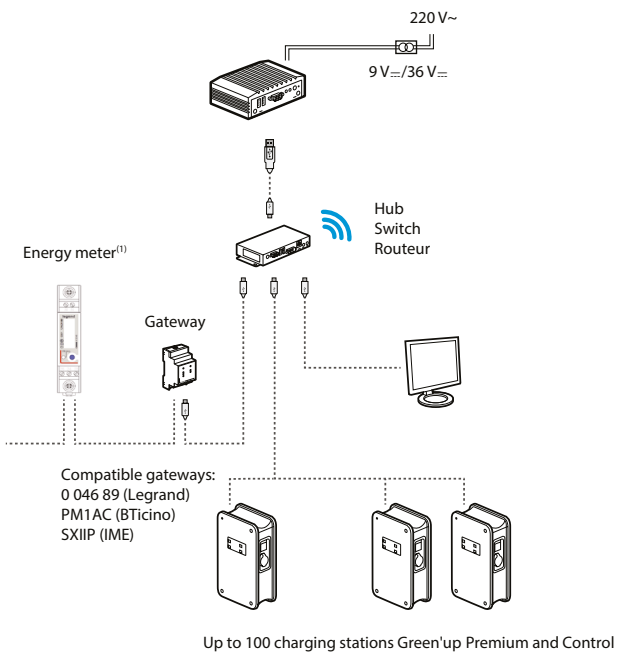 220 V~
9 V⎓/36 V⎓
Hub
Switch
Routeur
Energy meter(1)
legrand
Gateway
Compatible gateways:
0 046 89 (Legrand)
PM1AC (BTicino)
SXIIP (IME)
Up to 100 charging stations Green'up Premium and Control